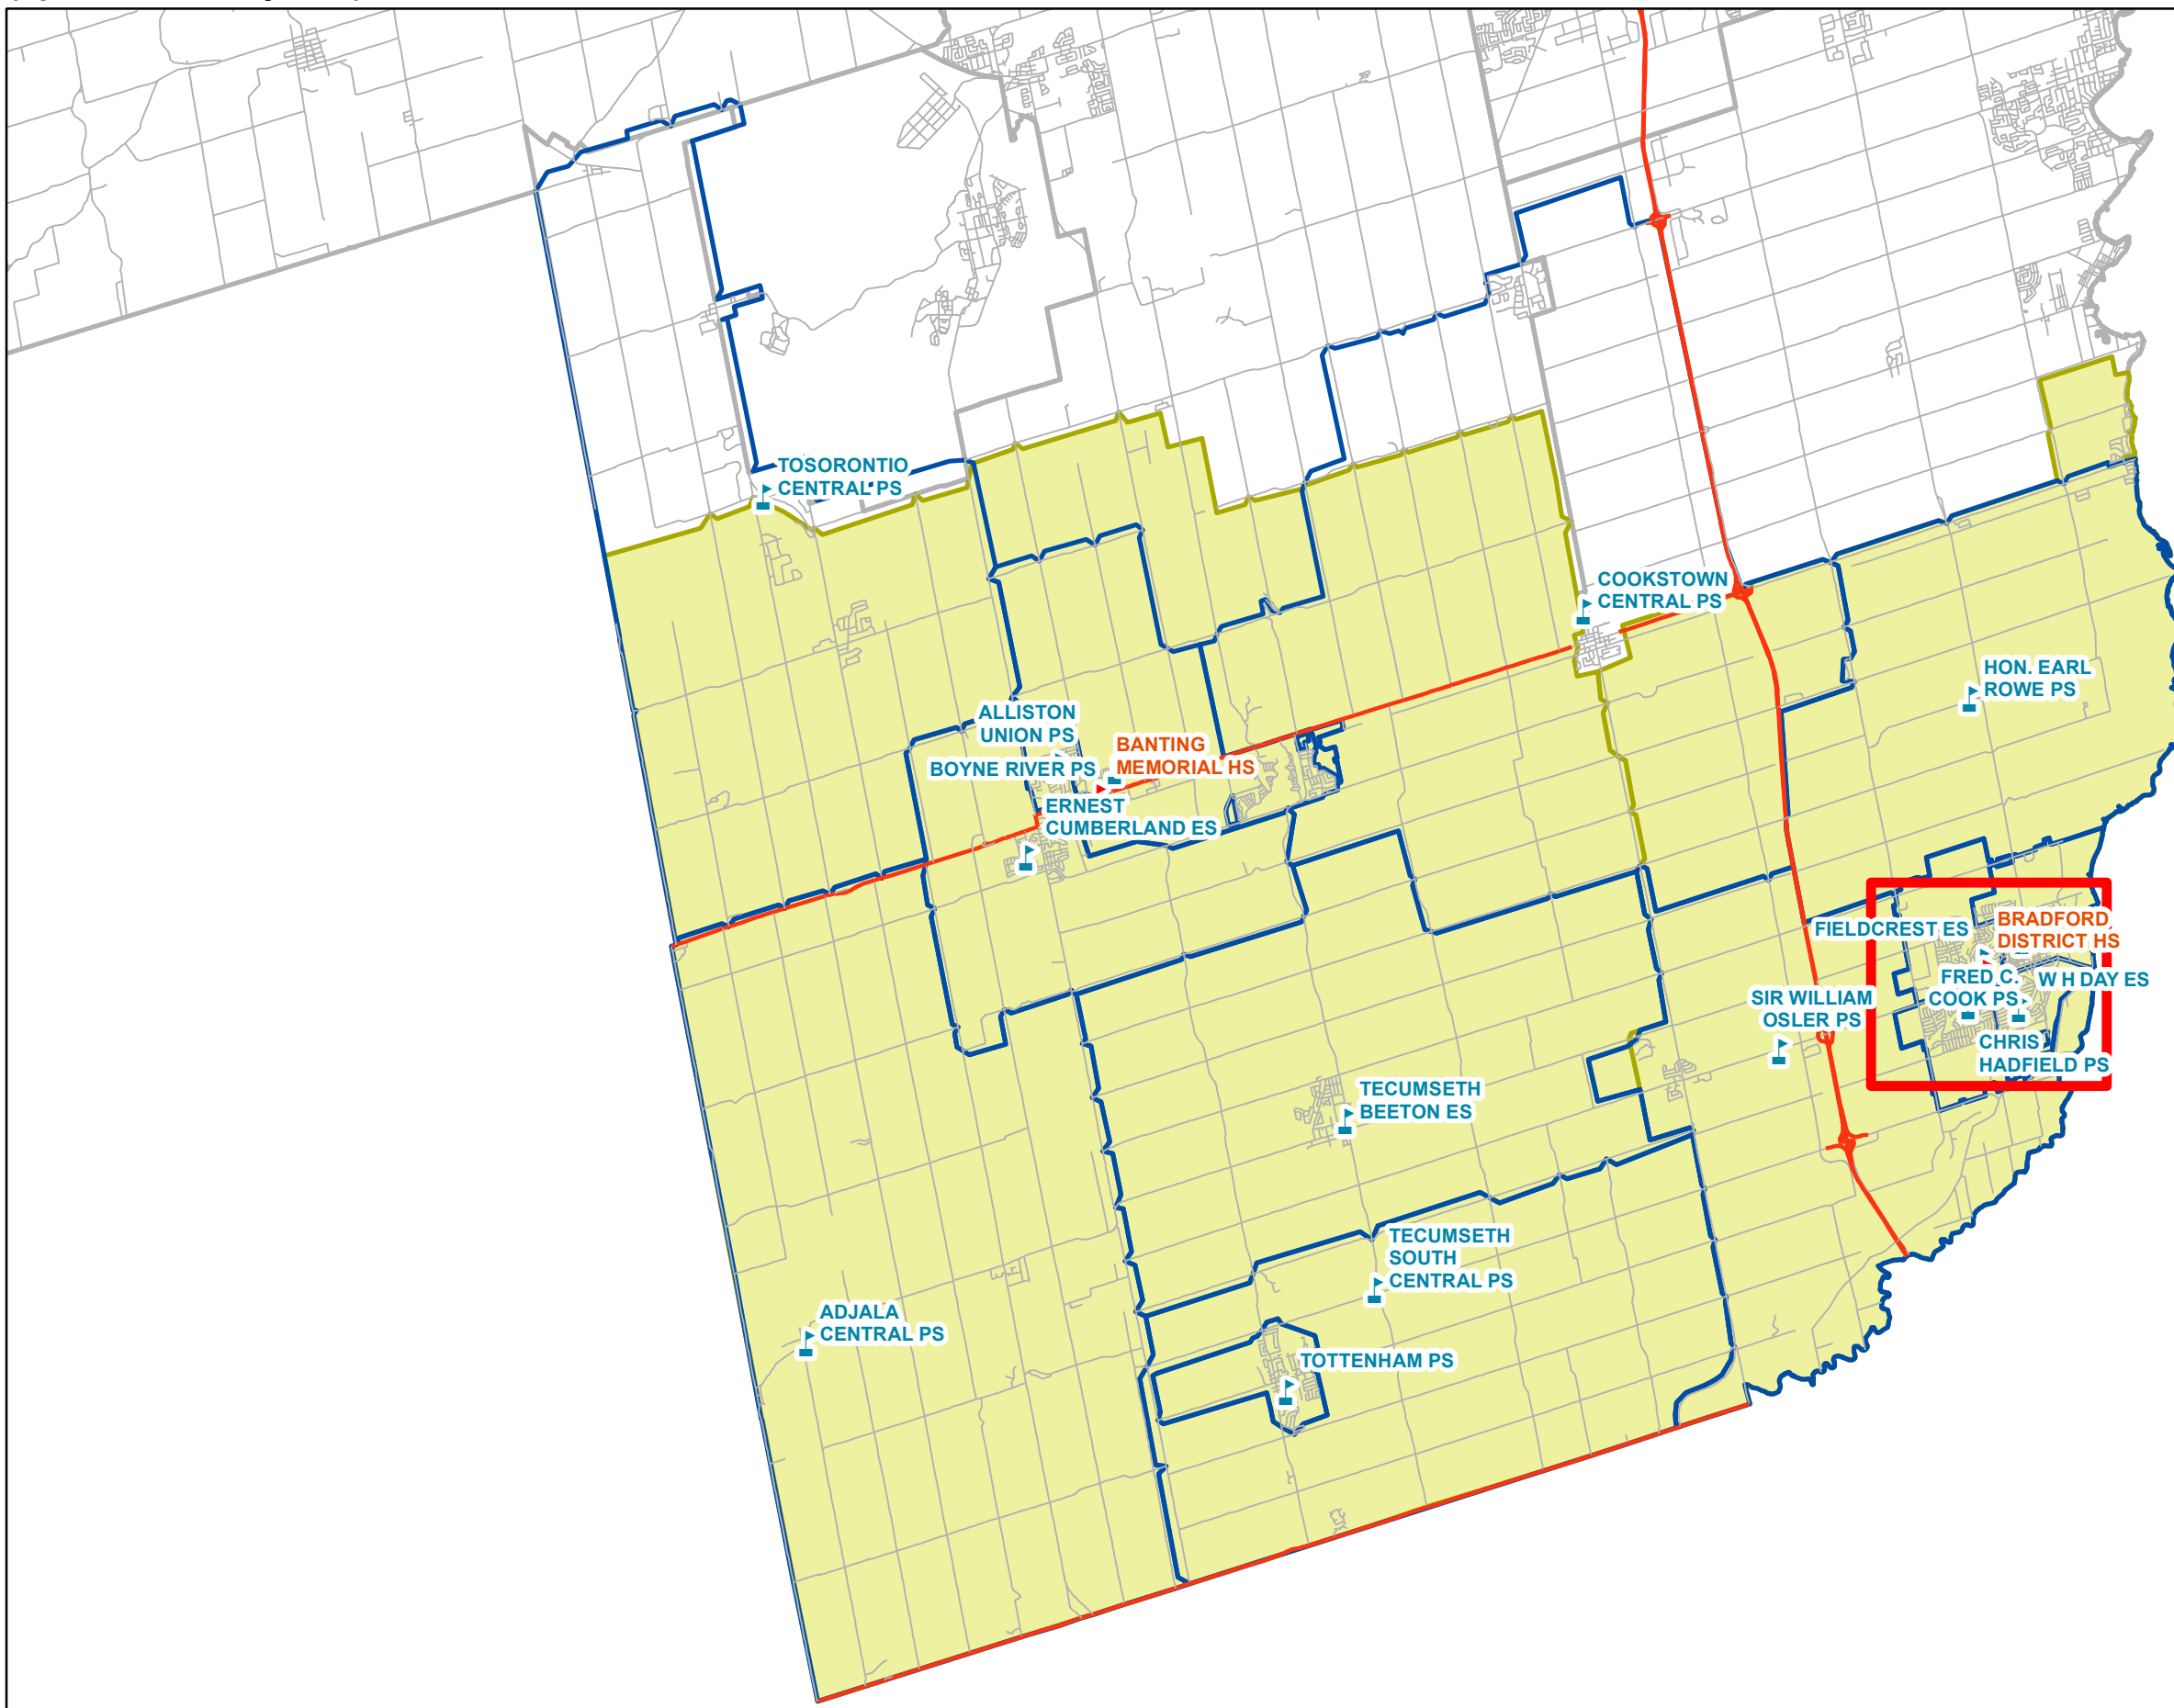 TOSORONTIO
CENTRAL PS
COOKSTOWN
CENTRAL PS
HON. EARL
ROWE PS
ALLISTON
UNION PS
BANTING
MEMORIAL HS
BOYNE RIVER PS
ERNEST
CUMBERLAND ES
FIELDCREST ES
BRADFORD
DISTRICT HS
FRED C.
COOK PS
W H DAY ES
SIR WILLIAM
OSLER PS
CHRIS
HADFIELD PS
TECUMSETH
BEETON ES
TECUMSETH
SOUTH
CENTRAL PS
ADJALA
CENTRAL PS
TOTTENHAM PS